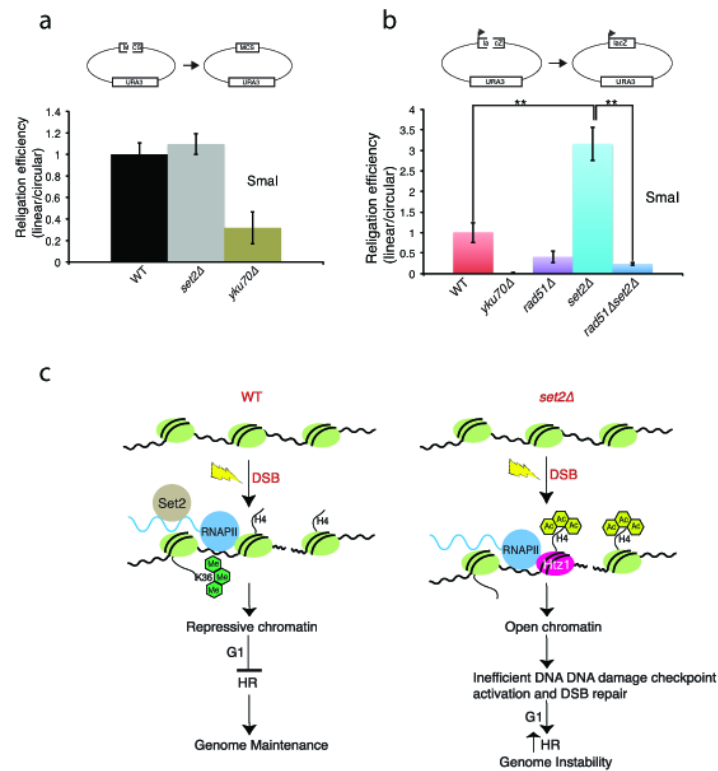 a
b
M CS
MCS
URA3
URA3
la cZ
lacZ
URA3
URA3
Religation efficiency
(linear/circular)
1.4
1.2
1
0.8
0.6
0.4
0.2
0
SmaI
WT
set2Δ
yku70Δ
Religation efficiency
(linear/circular)
4
3.5
3
2.5
2
1.5
1
0.5
0
**
**
SmaI
WT
yku70Δ
rad51Δ
set2Δ
rad51Δset2Δ
c
WT
set2Δ
DSB
DSB
Set2
RNAPII
H4
H4
K36
Me
Me
Me
Ac
Ac
Ac
H4
Ac
Ac
Ac
H4
RNAPII
Htz1
Repressive chromatin
G1
HR
Genome Maintenance
Open chromatin
Inefficient DNA DNA damage checkpoint
activation and DSB repair
G1
HR
Genome Instability